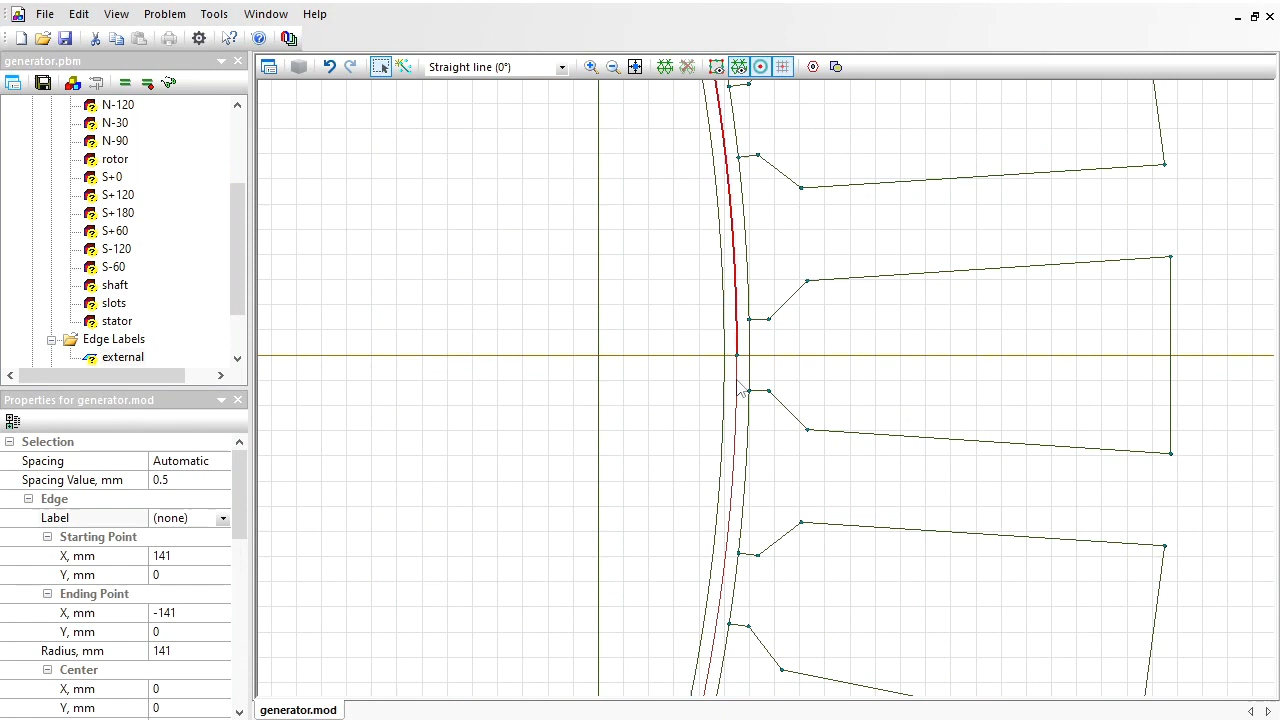 File Edit View Problem Tools Window Help
generator.pbm
Straight line (0°)
N-120
N-30
N-90
rotor
S+0
S+120
S+180
S+60
S-120
S-60
shaft
slots
stator
Edge Labels
external
Properties for generator.mod
Selection
Spacing Automatic
Spacing Value, mm 0.5
Edge
Label (none)
Starting Point
X, mm 141
Y, mm 0
Ending Point
X, mm -141
Y, mm 0
Radius, mm 141
Center
X, mm 0
Y, mm 0
generator.mod